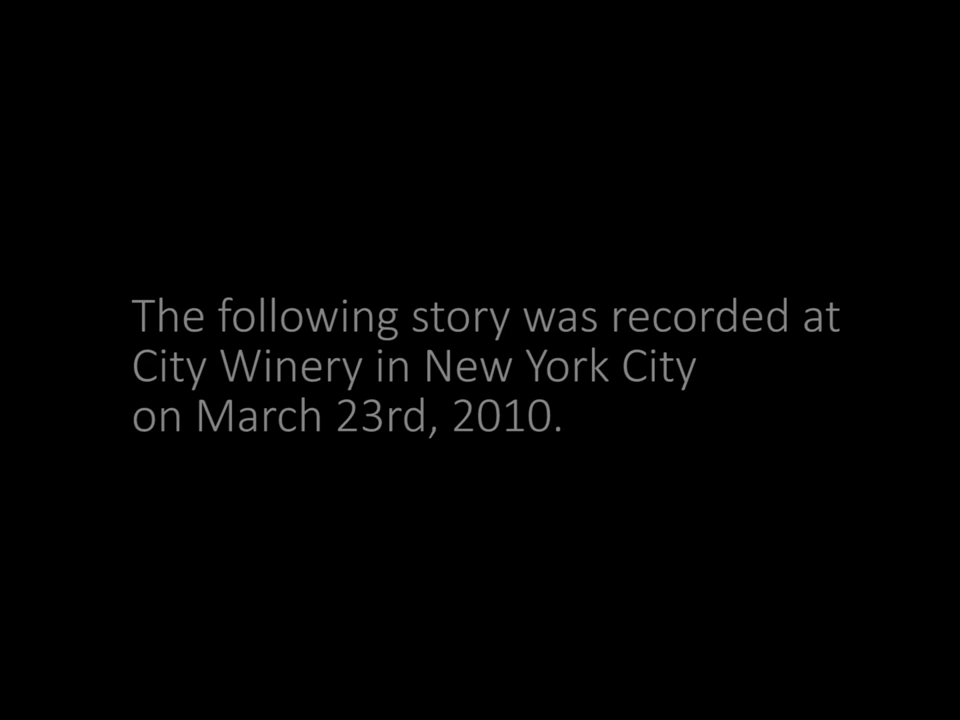 The following story was recorded at
City Winery in New York City
on March 23rd, 2010.